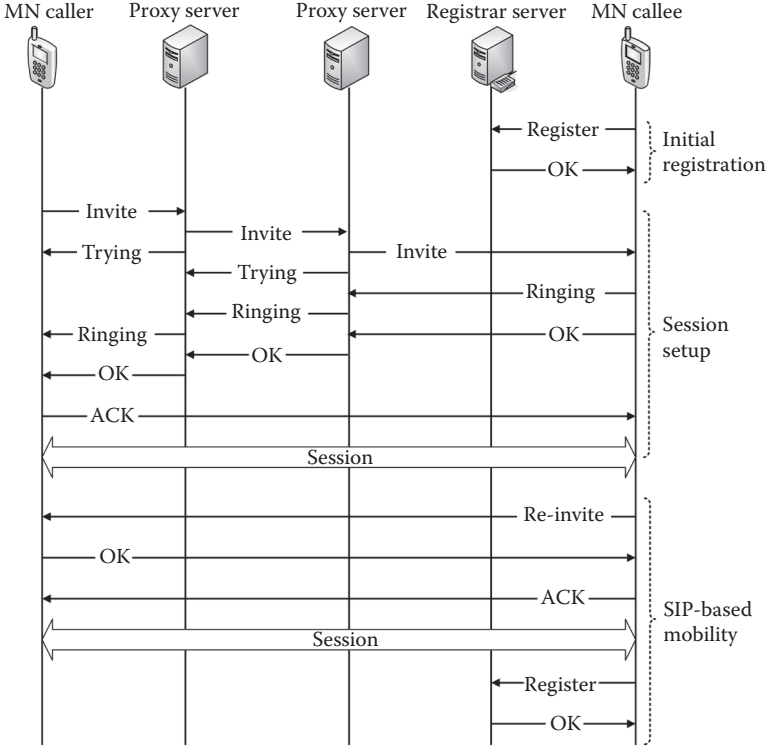 MN caller
Proxy server
Proxy server
Registrar server
MN callee
Register
Initial
registration
OK
Invite
Invite
Trying
Invite
Trying
Ringing
Ringing
Ringing
OK
Session
setup
OK
OK
ACK
Session
Re-invite
OK
ACK
SIP-based
mobility
Session
Register
OK